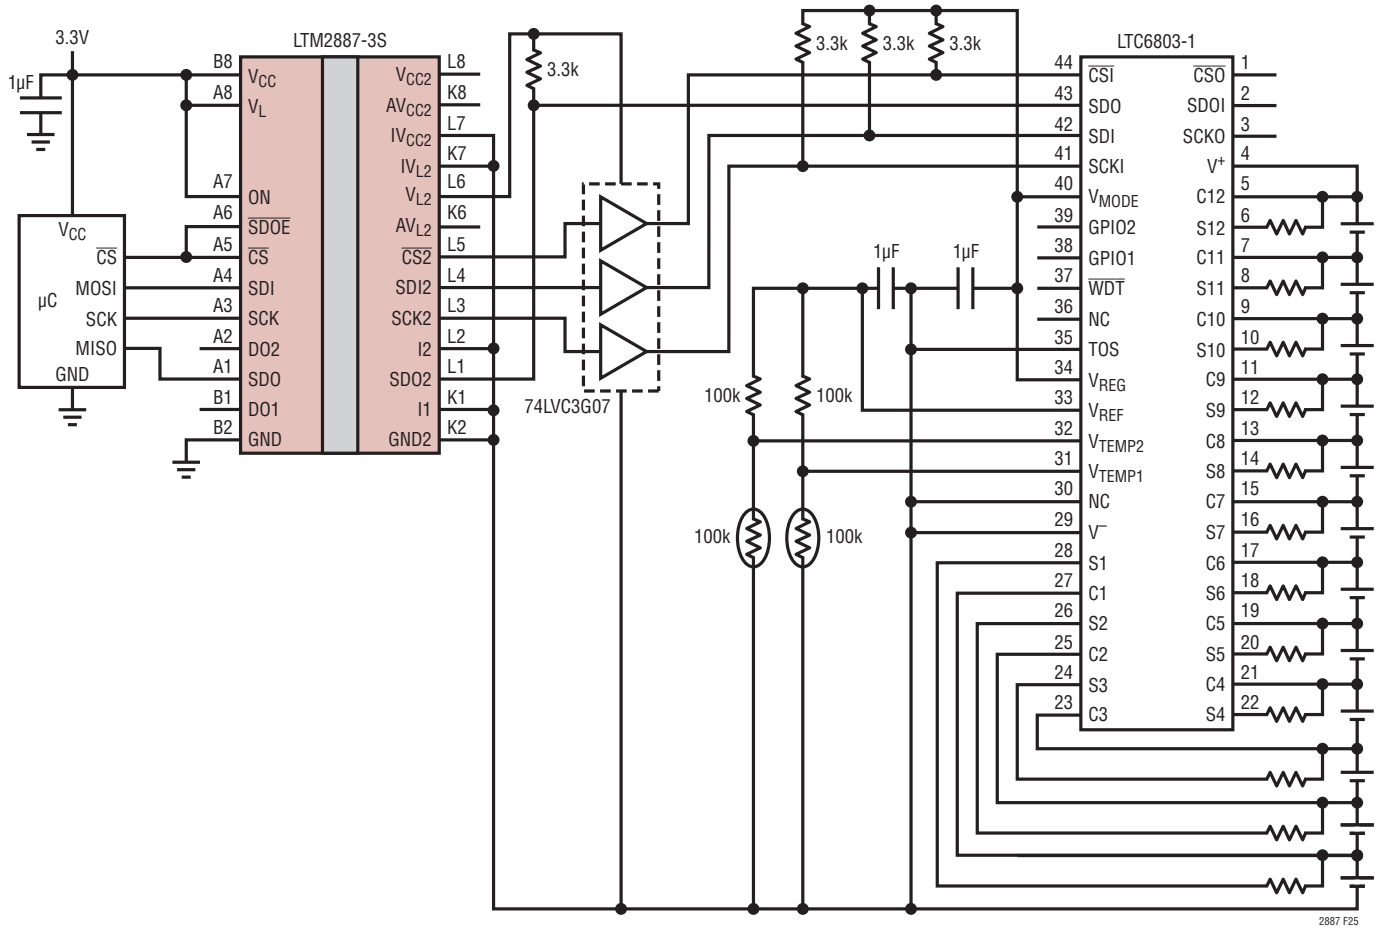 3.3V
1µF
LTM2887-3S
B8 VCC
A8 VL
A7 ON
A6 SDOE
A5 CS
A4 SDI
A3 SCK
A2 DO2
A1 SDO
B1 DO1
B2 GND
VCC2 L8
AVCC2 K8
IVCC2 L7
IVL2 K7
VL2 L6
AVL2 K6
CS2 L5
SDI2 L4
SCK2 L3
I2 L2
SDO2 L1
I1 K1
GND2 K2
VCC
CS
MOSI
µC
SCK
MISO
GND
3.3k
74LVC3G07
3.3k
3.3k
3.3k
1µF
1µF
100k
100k
100k
100k
LTC6803-1
44 CSI
43 SDO
42 SDI
41 SCKI
40 VMODE
39 GPIO2
38 GPIO1
37 WDT
36 NC
35 TOS
34 VREG
33 VREF
32 VTEMP2
31 VTEMP1
30 NC
29 V–
28 S1
27 C1
26 S2
25 C2
24 S3
23 C3
CSO 1
SDOI 2
SCKO 3
V+ 4
C12 5
S12 6
C11 7
S11 8
C10 9
S10 10
C9 11
S9 12
C8 13
S8 14
C7 15
S7 16
C6 17
S6 18
C5 19
S5 20
C4 21
S4 22
2887 F25